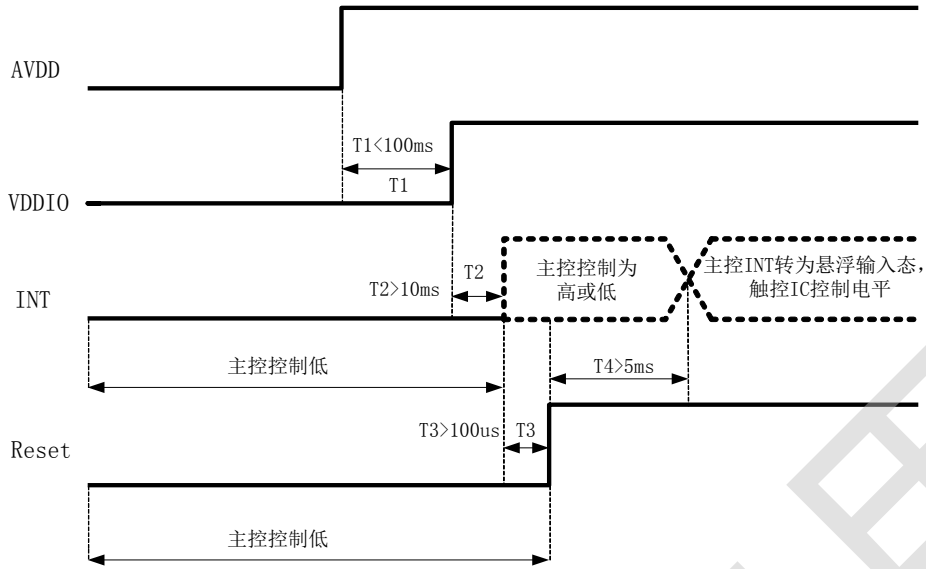 AVDD
T1<100ms
T1
VDDIO
T2
T2>10ms
主控控制为
高或低
主控INT转为悬浮输入态，
触控IC控制电平
INT
主控控制低
T4>5ms
T3>100us
T3
Reset
主控控制低